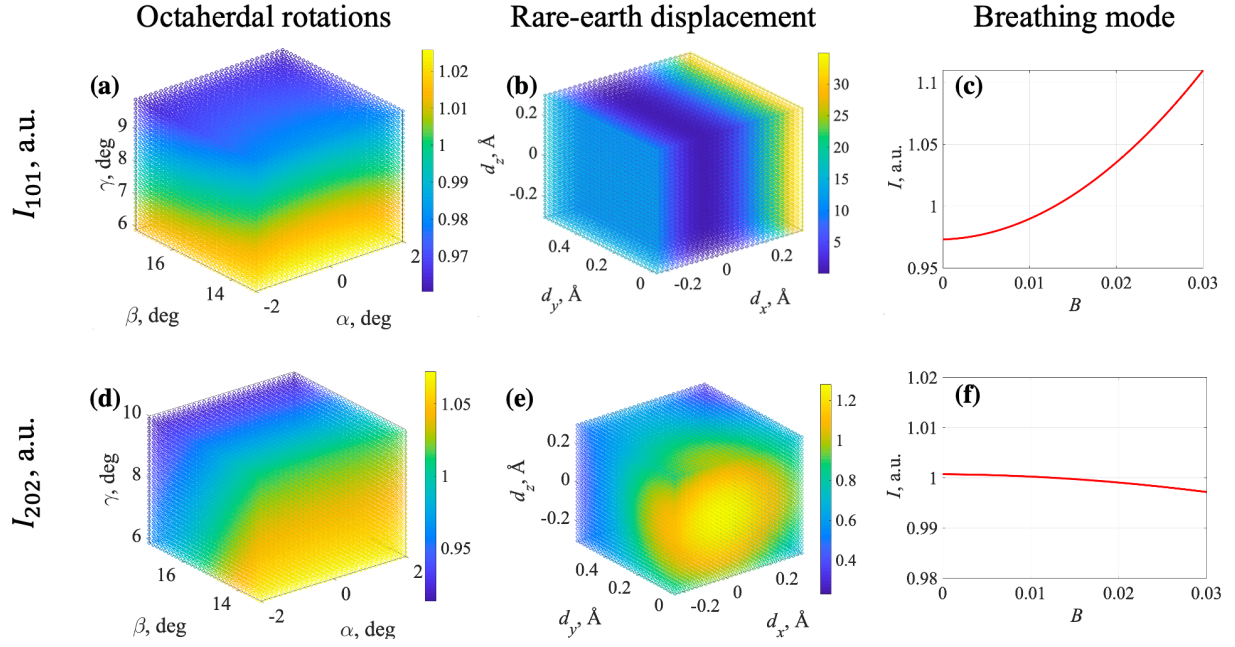 Octaherdal rotations
Rare-earth displacement
Breathing mode
I101, a.u.
(a)
9
8
7
6
γ, deg
16
14
β, deg
-2
0
2
α, deg
1.02
1.01
1
0.99
0.98
0.97
(b)
0.2
0
-0.2
dz, Å
0.4
0.2
0
dy, Å
-0.2
0
0.2
dx, Å
30
25
20
15
10
5
(c)
1.1
1.05
1
0.95
I, a.u.
0
0.01
0.02
0.03
B
I202, a.u.
(d)
10
8
6
γ, deg
16
14
β, deg
-2
0
2
α, deg
1.05
1
0.95
(e)
0.2
0
-0.2
dz, Å
0.4
0.2
0
dy, Å
-0.2
0
0.2
dx, Å
1.2
1
0.8
0.6
0.4
(f)
1.02
1.01
1
0.99
0.98
I, a.u.
0
0.01
0.02
0.03
B